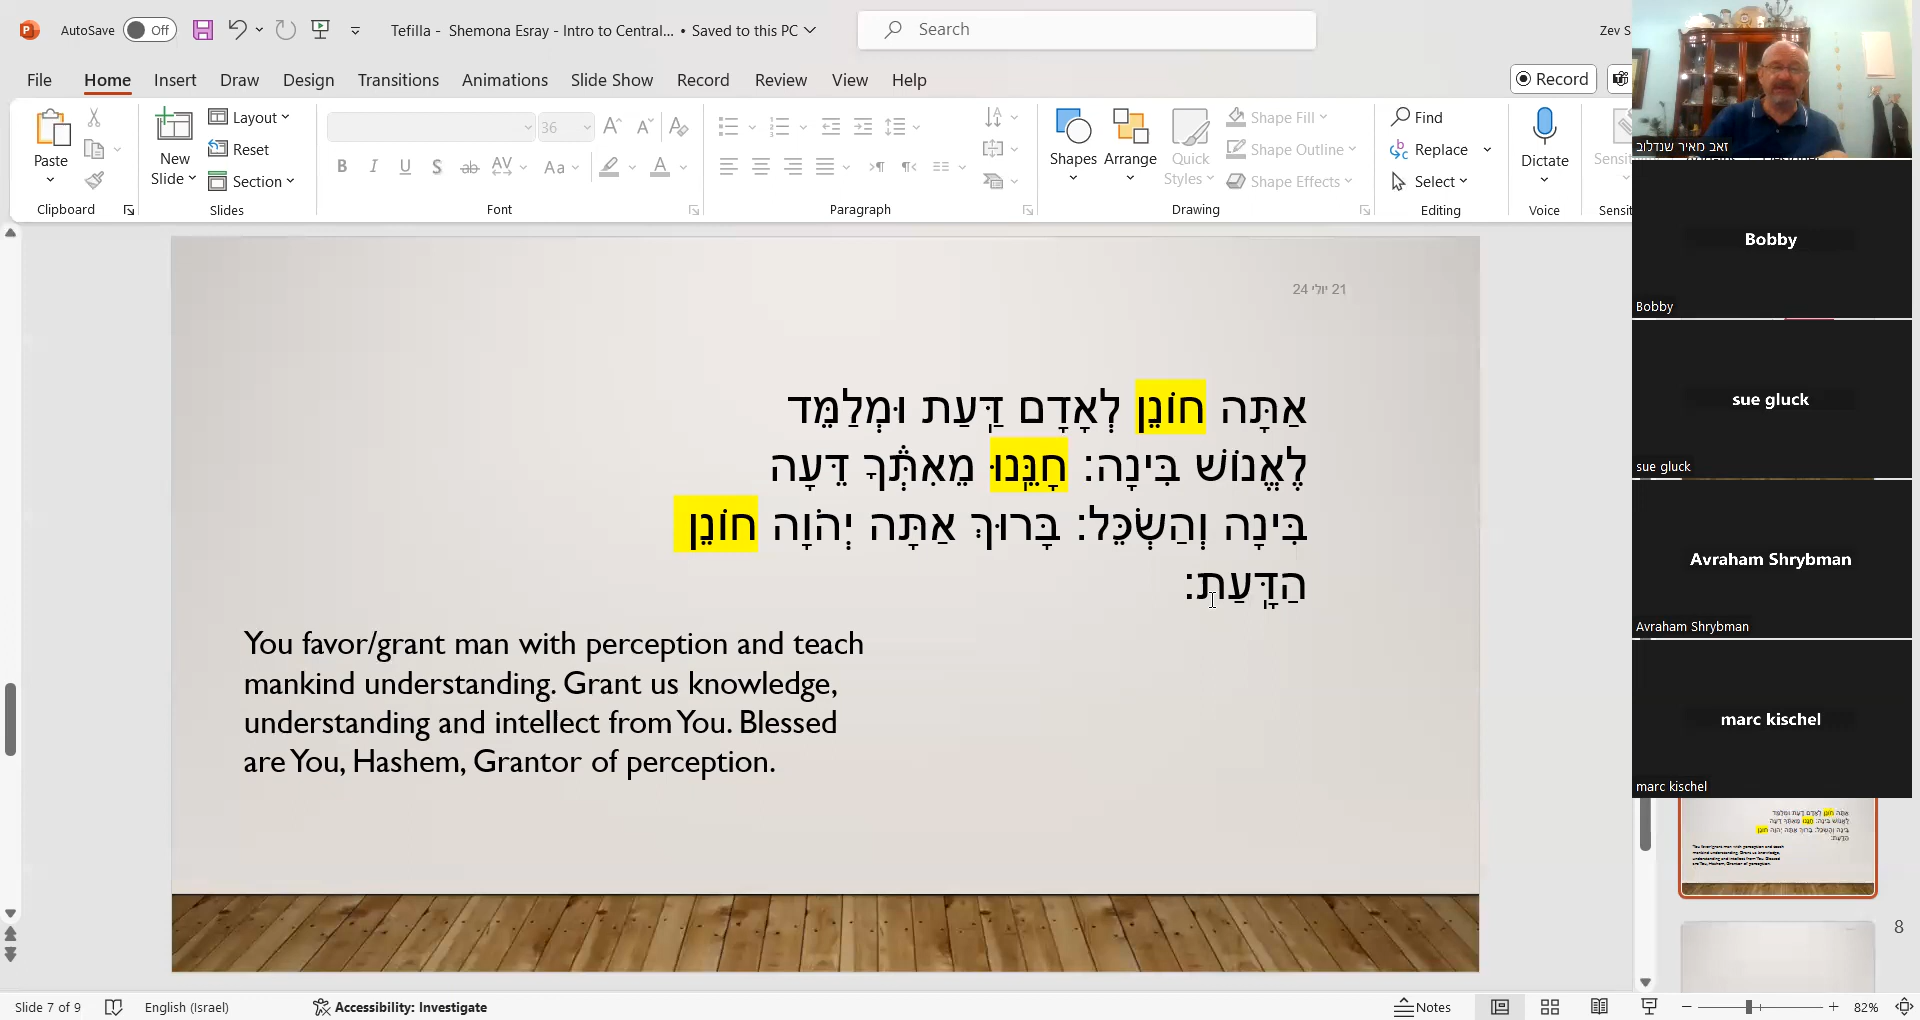 AutoSave Off Tefilla - Shemona Esray - Intro to Central... • Saved to this PC Search Zev S
File Home Insert Draw Design Transitions Animations Slide Show Record Review View Help Record
Paste New Slide Layout Reset Section 36 Aa Shapes Arrange Quick Styles Shape Fill Shape Outline Shape Effects Find Replace Select Dictate
Clipboard Slides Font Paragraph Drawing Editing Voice
זאב מאיר שנדלוב
Bobby
Bobby
sue gluck
sue gluck
Avraham Shrybman
Avraham Shrybman
marc kischel
marc kischel
21 יולי 24
אַתָּה חוֹנֵן לְאָדָם דַּעַת וּמְלַמֵּד
לֶאֱנוֹשׁ בִּינָה: חָנֵּנוּ מֵאִתְּךָ דֵּעָה
בִּינָה וְהַשְׂכֵּל: בָּרוּךְ אַתָּה יְהֹוָה חוֹנֵן
הַדָּעַת:
You favor/grant man with perception and teach
mankind understanding. Grant us knowledge,
understanding and intellect from You. Blessed
are You, Hashem, Grantor of perception.
8
Slide 7 of 9 English (Israel) Accessibility: Investigate Notes 82%